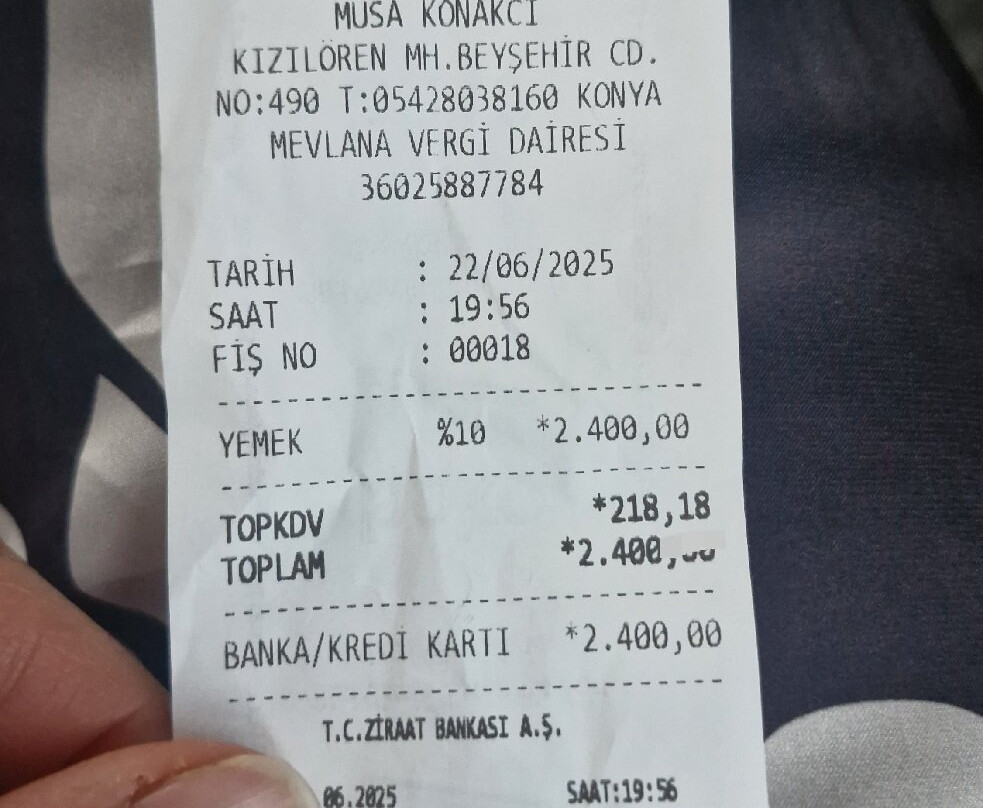 MUSA KONAKCI
KIZILÖREN MH.BEYŞEHİR CD.
NO:490 T:05428038160 KONYA
MEVLANA VERGİ DAİRESİ
36025887784
TARİH : 22/06/2025
SAAT : 19:56
FİŞ NO : 00018
YEMEK %10 *2.400,00
TOPKDV *218,18
TOPLAM *2.400,
BANKA/KREDİ KARTI *2.400,00
T.C.ZİRAAT BANKASI A.Ş.
06.2025 SAAT:19:56